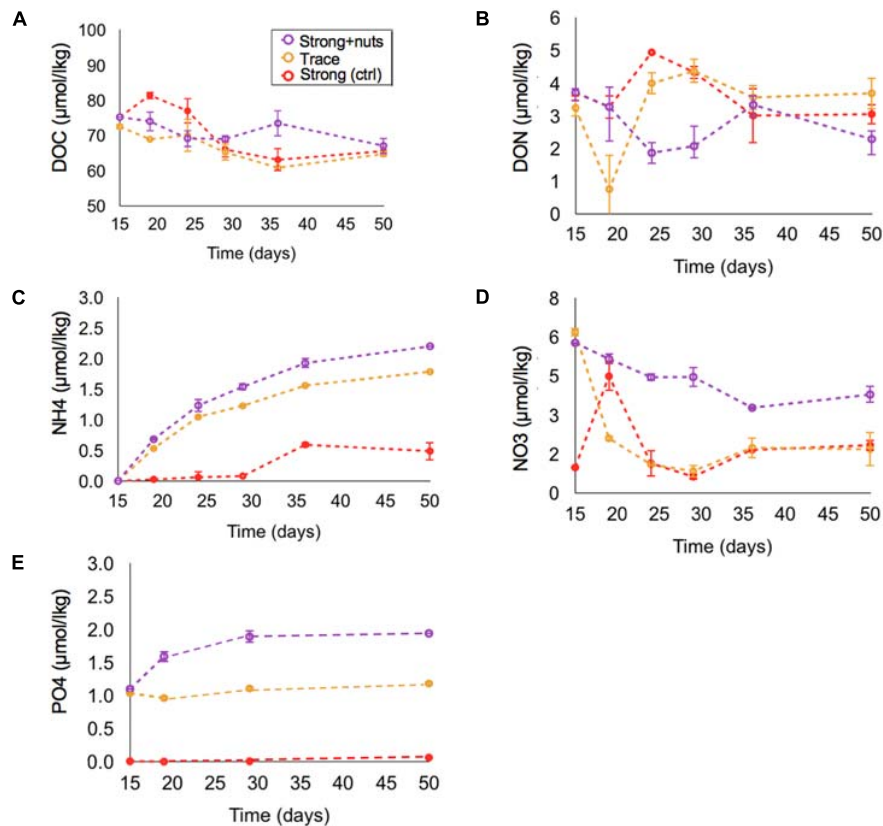 A
DOC (μmol/lkg)
100
90
80
70
60
50
15 20 25 30 35 40 45 50
Time (days)
Strong+nuts
Trace
Strong (ctrl)
B
DON (μmol/lkg)
6
5
4
3
2
1
0
15 20 25 30 35 40 45 50
Time (days)
C
NH4 (μmol/lkg)
3.0
2.5
2.0
1.5
1.0
0.5
0.0
15 20 25 30 35 40 45 50
Time (days)
D
NO3 (μmol/lkg)
8
6
5
3
2
0
15 20 25 30 35 40 45 50
Time (days)
E
PO4 (μmol/lkg)
3.0
2.5
2.0
1.5
1.0
0.5
0.0
15 20 25 30 35 40 45 50
Time (days)